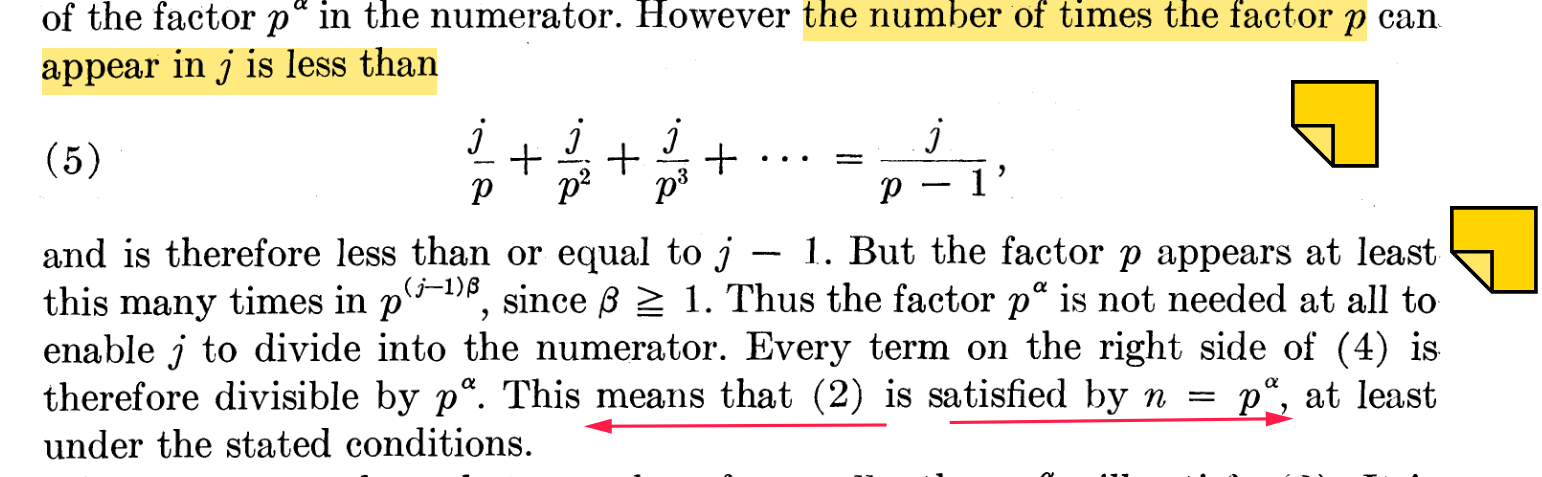 of the factor p^α in the numerator. However the number of times the factor p can
appear in j is less than
(5) j/p + j/p² + j/p³ + ⋯ = j/(p − 1),
and is therefore less than or equal to j − 1. But the factor p appears at least
this many times in p^((j−1)β), since β ≧ 1. Thus the factor p^α is not needed at all to
enable j to divide into the numerator. Every term on the right side of (4) is
therefore divisible by p^α. This means that (2) is satisfied by n = p^α, at least
under the stated conditions.